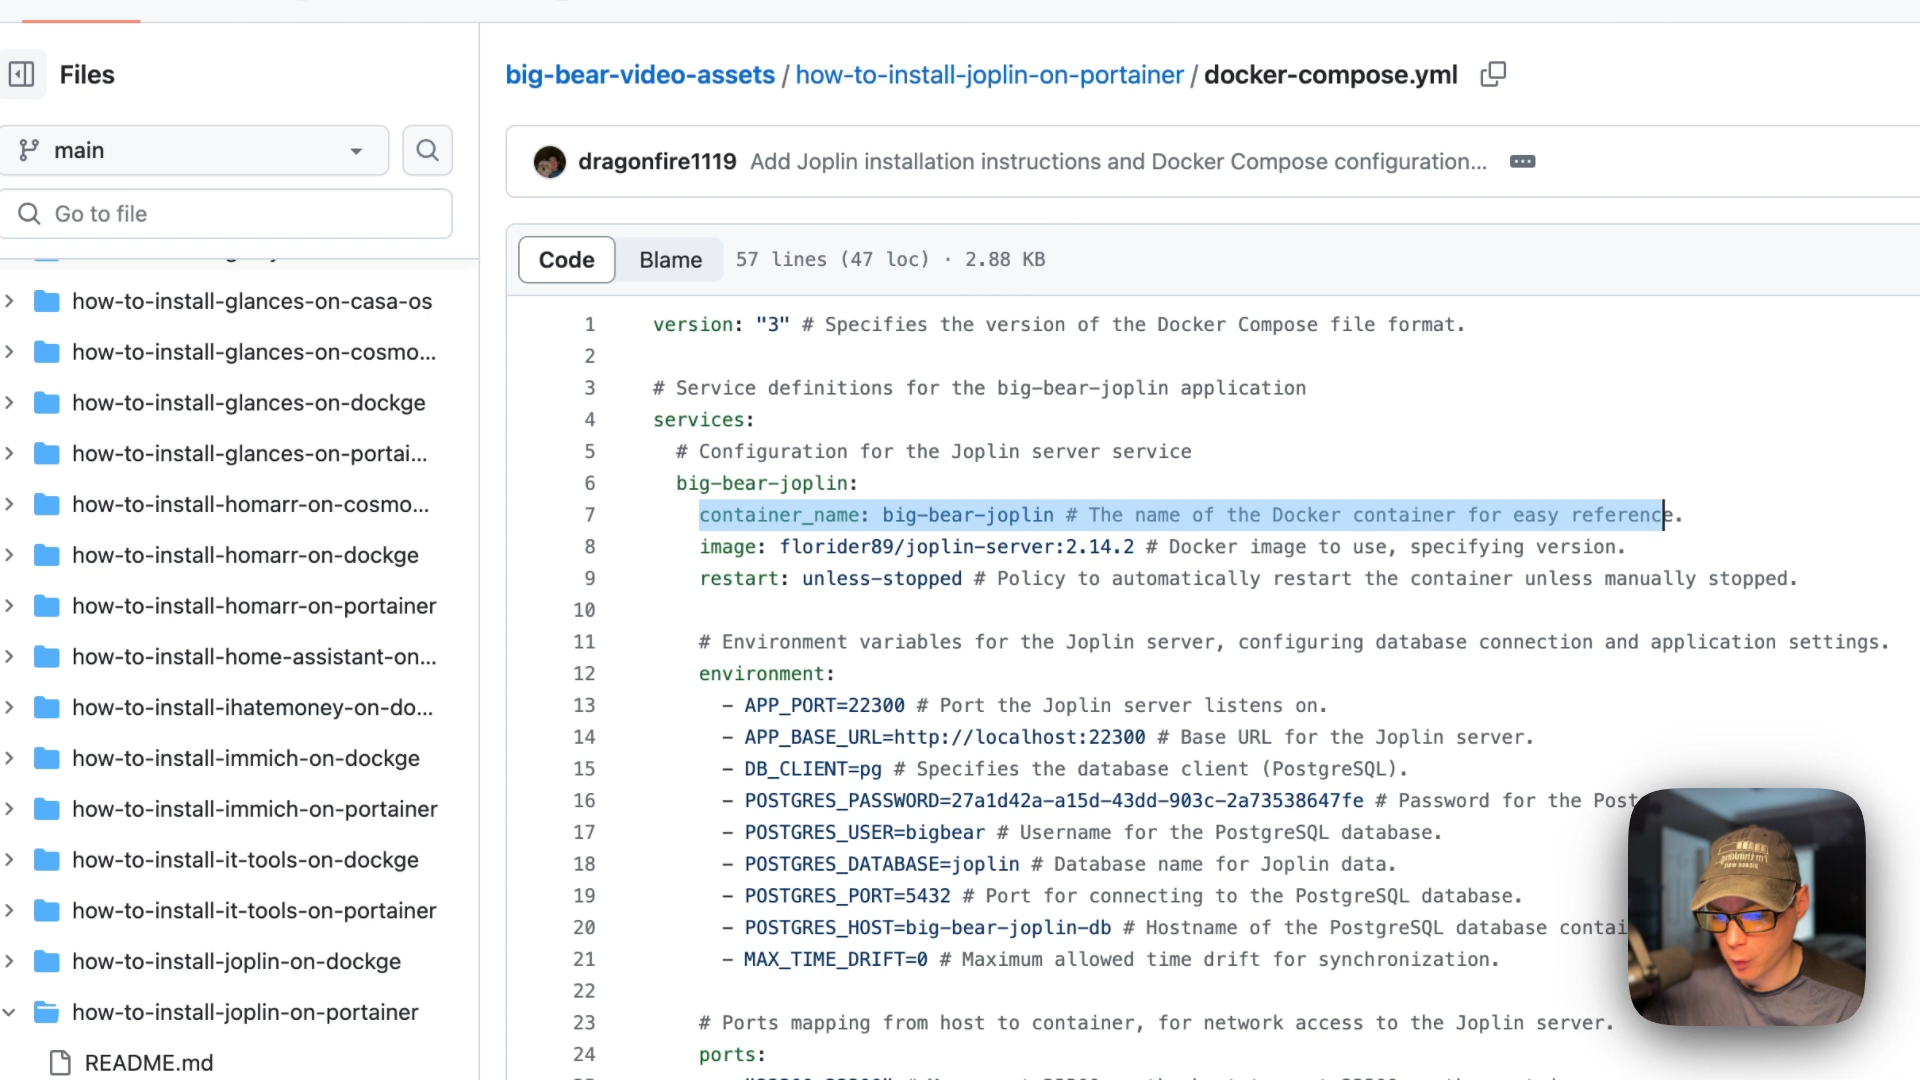 Files
main
Go to file
how-to-install-glances-on-casa-os
how-to-install-glances-on-cosmo...
how-to-install-glances-on-dockge
how-to-install-glances-on-portai...
how-to-install-homarr-on-cosmo...
how-to-install-homarr-on-dockge
how-to-install-homarr-on-portainer
how-to-install-home-assistant-on...
how-to-install-ihatemoney-on-do...
how-to-install-immich-on-dockge
how-to-install-immich-on-portainer
how-to-install-it-tools-on-dockge
how-to-install-it-tools-on-portainer
how-to-install-joplin-on-dockge
how-to-install-joplin-on-portainer
README.md
big-bear-video-assets / how-to-install-joplin-on-portainer / docker-compose.yml
dragonfire1119 Add Joplin installation instructions and Docker Compose configuration...
Code Blame 57 lines (47 loc) · 2.88 KB
1 version: "3" # Specifies the version of the Docker Compose file format.
2
3 # Service definitions for the big-bear-joplin application
4 services:
5 # Configuration for the Joplin server service
6 big-bear-joplin:
7 container_name: big-bear-joplin # The name of the Docker container for easy reference.
8 image: florider89/joplin-server:2.14.2 # Docker image to use, specifying version.
9 restart: unless-stopped # Policy to automatically restart the container unless manually stopped.
10
11 # Environment variables for the Joplin server, configuring database connection and application settings.
12 environment:
13 - APP_PORT=22300 # Port the Joplin server listens on.
14 - APP_BASE_URL=http://localhost:22300 # Base URL for the Joplin server.
15 - DB_CLIENT=pg # Specifies the database client (PostgreSQL).
16 - POSTGRES_PASSWORD=27a1d42a-a15d-43dd-903c-2a73538647fe # Password for the Post
17 - POSTGRES_USER=bigbear # Username for the PostgreSQL database.
18 - POSTGRES_DATABASE=joplin # Database name for Joplin data.
19 - POSTGRES_PORT=5432 # Port for connecting to the PostgreSQL database.
20 - POSTGRES_HOST=big-bear-joplin-db # Hostname of the PostgreSQL database contai
21 - MAX_TIME_DRIFT=0 # Maximum allowed time drift for synchronization.
22
23 # Ports mapping from host to container, for network access to the Joplin server.
24 ports: